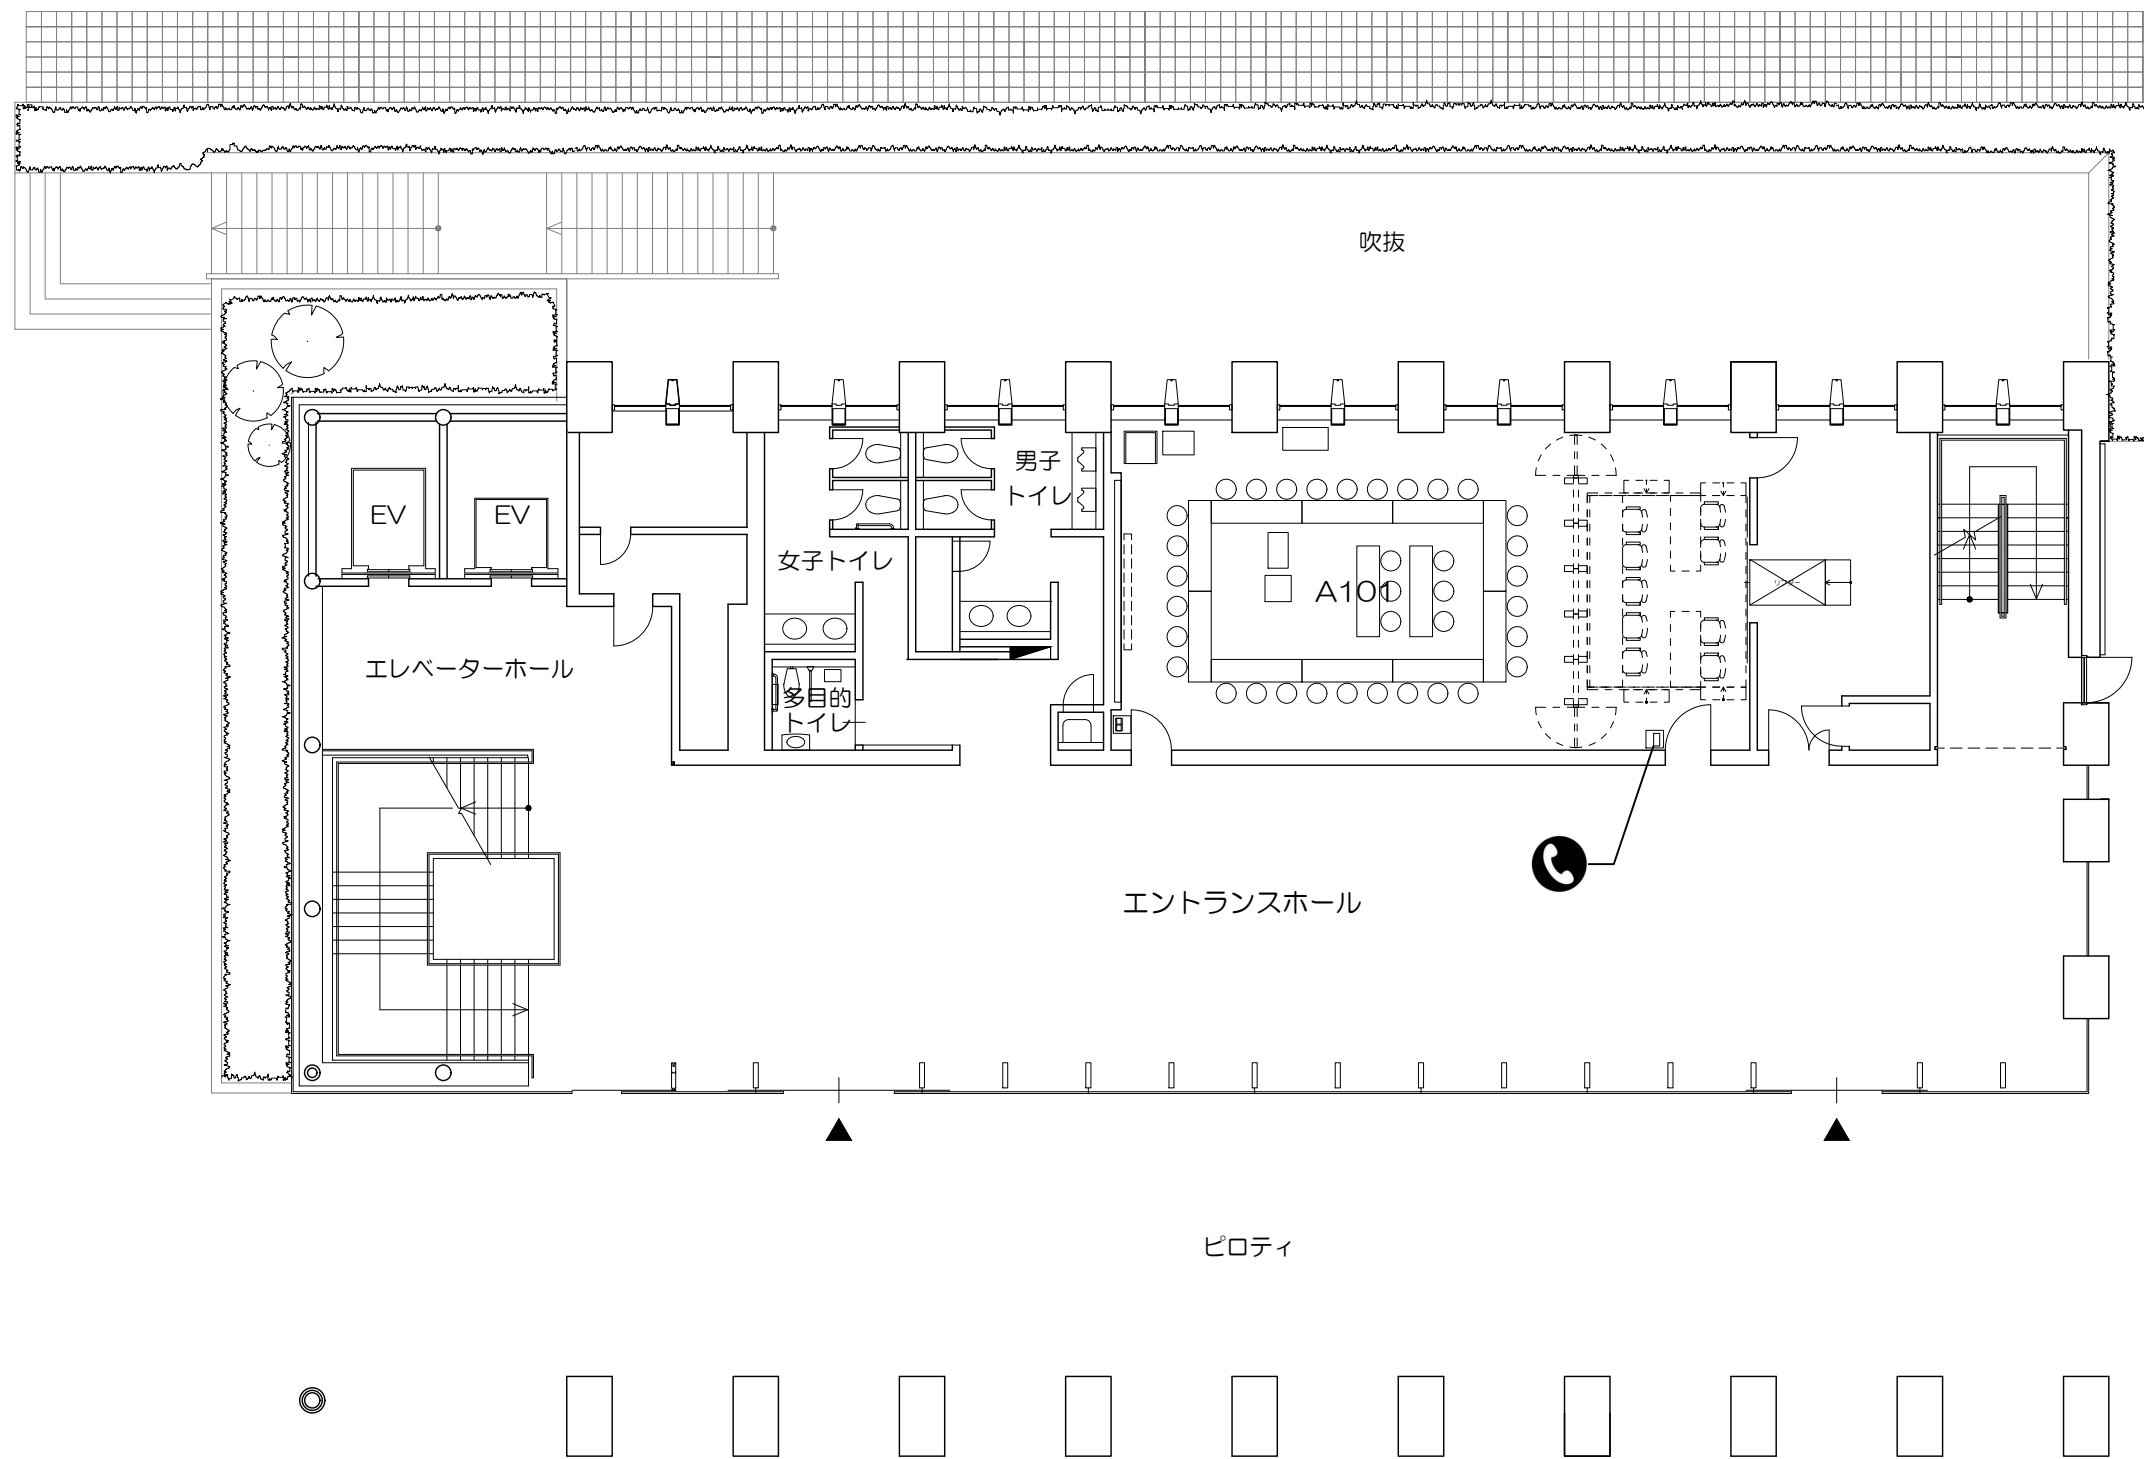 吹抜
男子
トイレ
EV
EV
女子トイレ
A101
エレベーターホール
多目的
トイレ
エントランスホール
ピロティ